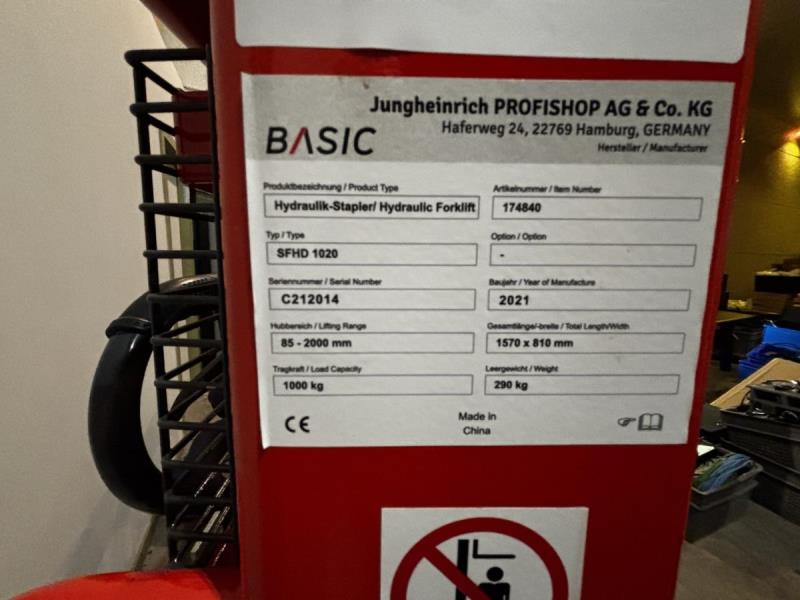 Jungheinrich PROFISHOP AG & Co. KG
Haferweg 24, 22769 Hamburg, GERMANY
Hersteller / Manufacturer
BASIC
Produktbezeichnung / Product Type
Hydraulik-Stapler/ Hydraulic Forklift
Artikelnummer / Item Number
174840
Typ / Type
SFHD 1020
Option / Option
-
Seriennummer / Serial Number
C212014
Baujahr / Year of Manufacture
2021
Hubbereich / Lifting Range
85 - 2000 mm
Gesamtlänge/-breite / Total Length/Width
1570 x 810 mm
Tragkraft / Load Capacity
1000 kg
Leergewicht / Weight
290 kg
CE
Made in
China